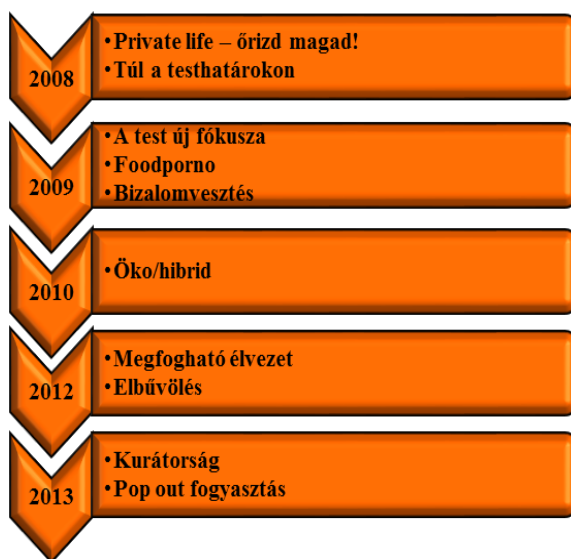 2008
• Private life – őrizd magad!
• Túl a testhatárokon
2009
• A test új fókusza
• Foodporno
• Bizalomvesztés
2010
• Öko/hibrid
2012
• Megfogható élvezet
• Elbűvölés
2013
• Kurátorság
• Pop out fogyasztás